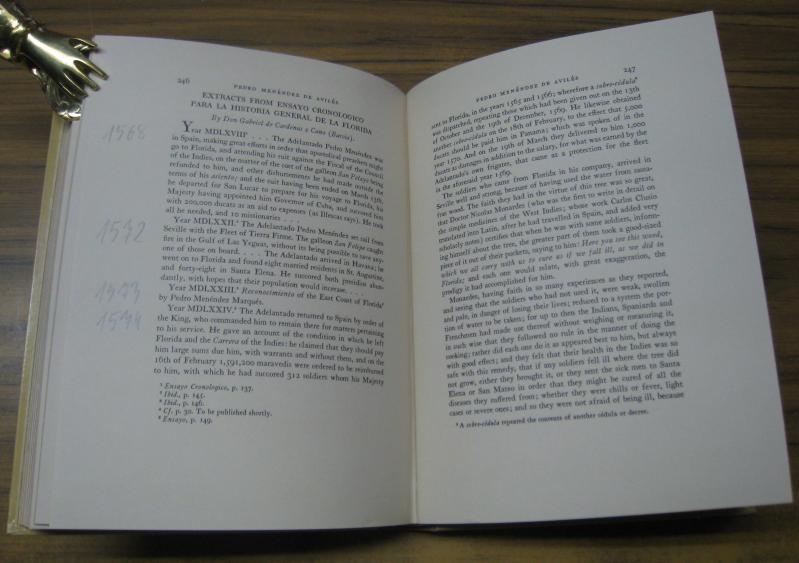 246
PEDRO MENÉNDEZ DE AVILÉS
EXTRACTS FROM ENSAYO CRONOLOGICO
PARA LA HISTORIA GENERAL DE LA FLORIDA
By Don Gabriel de Cardenas z Cano (Barcia).
1568
Year MDLXVIII¹ . . . The Adelantado Pedro Menéndez was
in Spain, making great efforts in order that apostolical preachers might
go to Florida, and attending his suit against the Fiscal of the Council
of the Indies, on the matter of the cost of the galleon San Pelayo being
refunded to him, and other disbursements he had made outside the
terms of his asiento; and the suit having been ended on March 15th,
he departed for San Lucar to prepare for his voyage to Florida, his
Majesty having appointed him Governor of Cuba, and succored him
with 200,000 ducats as an aid to expenses (as Illescas says). He took
all he needed, and 10 missionaries . . .
1572
Year MDLXXII.² The Adelantado Pedro Menéndez set sail from
Seville with the Fleet of Tierra Firme. The galleon San Felipe caught
fire in the Gulf of Las Yeguas, without its being possible to save any-
one of those on board. . . . The Adelantado arrived in Havana; he
went on to Florida and found eight married residents in St. Augustine,
and forty-eight in Santa Elena. He succored both presidios abun-
dantly, with hopes that their population would increase. . . .
1573
Year MDLXXIII.³ Reconocimiento of the East Coast of Florida⁴
by Pedro Menéndez Marqués.
1574
Year MDLXXIV.⁵ The Adelantado returned to Spain by order of
the King, who commanded him to remain there for matters pertaining
to his service. He gave an account of the condition in which he left
Florida and the Carrera of the Indies: he claimed that they should pay
him large sums due him, with warrants and without them, and on the
16th of February 1,591,200 maravedis were ordered to be reimbursed
to him, with which he had succored 312 soldiers whom his Majesty
¹ Ensayo Cronologico, p. 137.
² Ibid., p. 145.
³ Ibid., p. 146.
⁴ Cf. p. 30. To be published shortly.
⁵ Ensayo, p. 149.
PEDRO MENÉNDEZ DE AVILÉS
247
sent to Florida, in the years 1565 and 1566; wherefore a sobre-cédula⁶
was dispatched, repeating those which had been given out on the 13th
of October and the 19th of December, 1569. He likewise obtained
another sobrecédula on the 18th of February, to the effect that 5,000
ducats should be paid him in Panama; which was spoken of in the
year 1570. And on the 19th of March they delivered to him 1,000
ducats as damages in addition to the salary, for what was earned by the
Adelantado's own frigates, that came as a protection for the fleet
in the aforesaid year 1569.
The soldiers who came from Florida in his company, arrived in
Seville well and strong, because of having used the water from sassa-
fras wood. The faith they had in the virtue of this tree was so great,
that Doctor Nicolas Monardes (who was the first to write in detail on
the simple medicines of the West Indies; whose work Carlos Clusio
translated into Latin, after he had travelled in Spain, and added very
scholarly notes) certifies that when he was with some soldiers, inform-
ing himself about the tree, the greater part of them took a good-sized
piece of it out of their pockets, saying to him: Here you see this wood,
which we all carry with us to cure us if we fall ill, as we did in
Florida; and each one would relate, with great exaggeration, the
prodigy it had accomplished for him.
Monardes, having faith in so many experiences as they reported,
and seeing that the soldiers who had not used it, were weak, swollen
and pale, in danger of losing their lives; reduced to a system the por-
tion of water to be taken; for up to then the Indians, Spaniards and
Frenchmen had made use thereof without weighing or measuring it,
in such wise that they followed no rule in the manner of doing the
cooking; rather did each one do it as appeared best to him, but always
with good effect; and they felt that their health in the Indies was so
safe with this remedy, that if any soldiers fell ill where the tree did
not grow, either they brought it, or they sent the sick men to Santa
Elena or San Mateo in order that they might be cured of all the
diseases they suffered from; whether they were chills or fever, light
cases or severe ones; and so they were not afraid of being ill, because
⁶ A sobre-cédula repeated the contents of another cédula or decree.